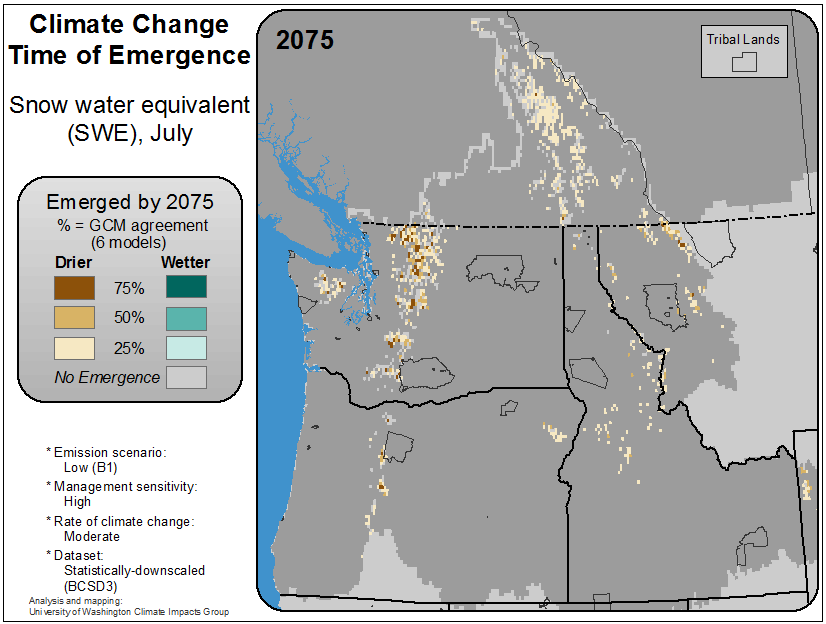 Climate Change
Time of Emergence
Snow water equivalent
(SWE), July
Emerged by 2075
% = GCM agreement
(6 models)
Drier
Wetter
75%
50%
25%
No Emergence
* Emission scenario:
Low (B1)
* Management sensitivity:
High
* Rate of climate change:
Moderate
* Dataset:
Statistically-downscaled
(BCSD3)
Analysis and mapping:
University of Washington Climate Impacts Group
2075
Tribal Lands